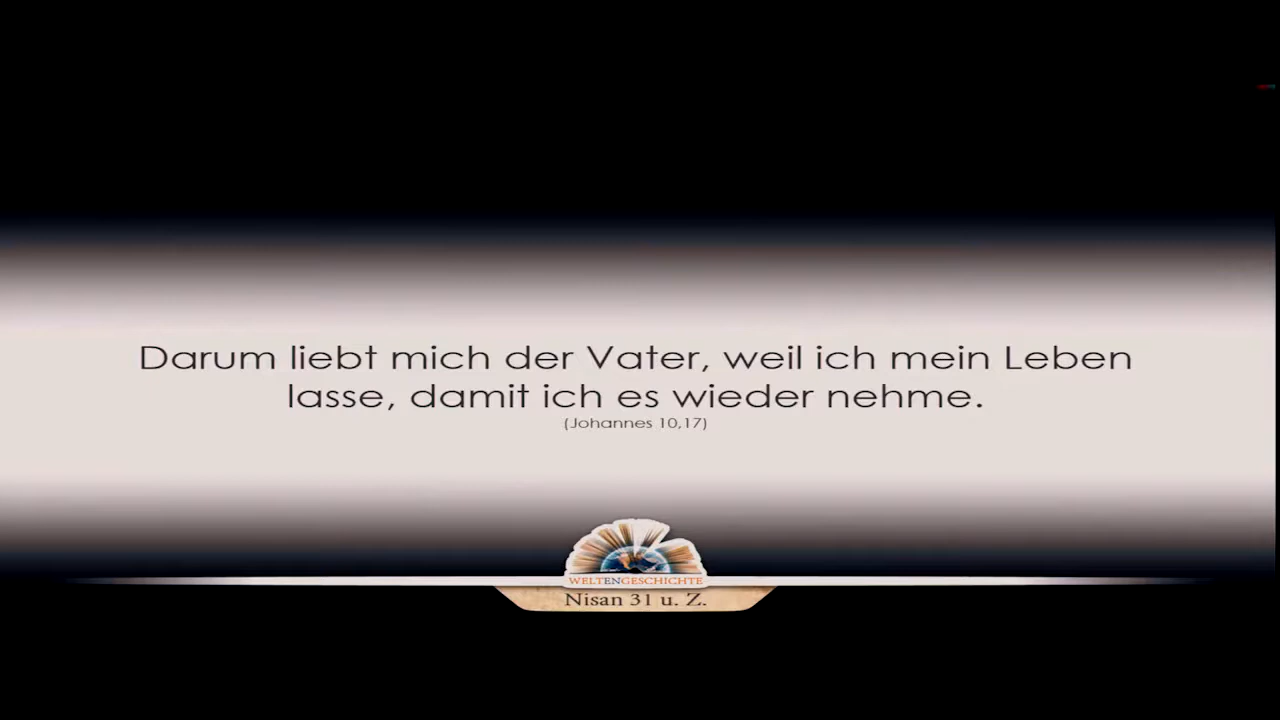 Darum liebt mich der Vater, weil ich mein Leben
lasse, damit ich es wieder nehme.
(Johannes 10,17)
WELTENGESCHICHTE
Nisan 31 u. Z.